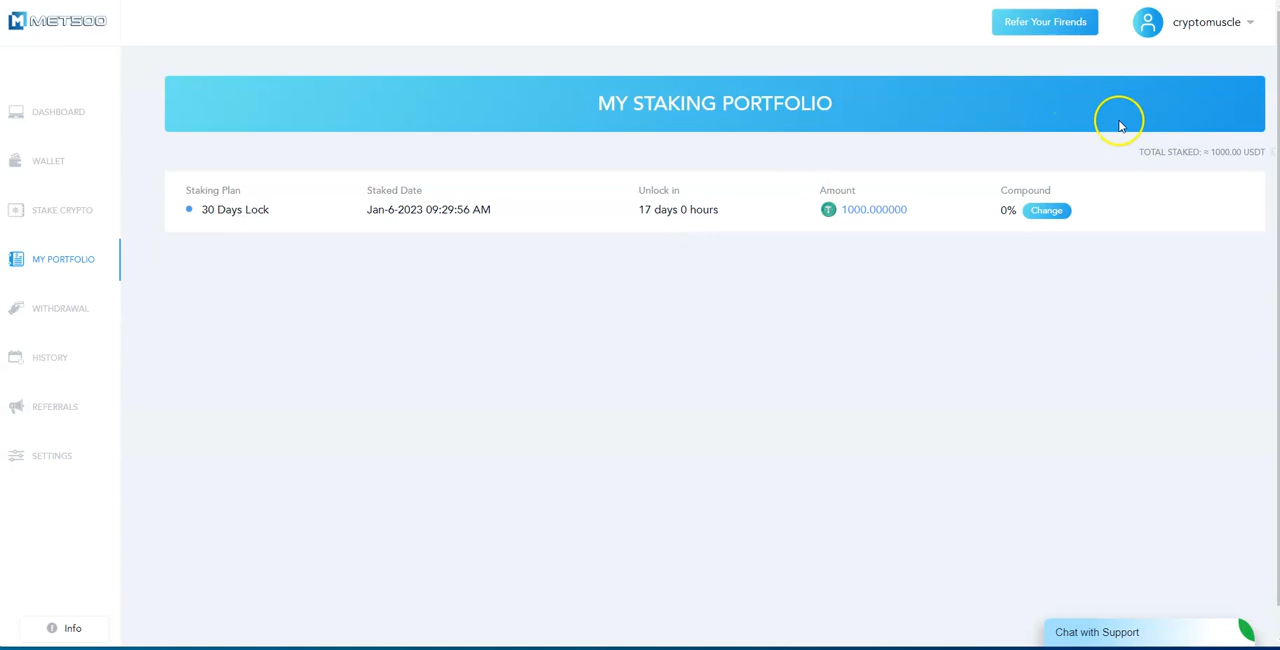 MET500
Refer Your Firends
cryptomuscle
DASHBOARD
WALLET
STAKE CRYPTO
MY PORTFOLIO
WITHDRAWAL
HISTORY
REFERRALS
SETTINGS
Info
MY STAKING PORTFOLIO
TOTAL STAKED: ≈ 1000.00 USDT
Staking Plan Staked Date Unlock in Amount Compound
30 Days Lock Jan-6-2023 09:29:56 AM 17 days 0 hours 1000.000000 0% Change
Chat with Support